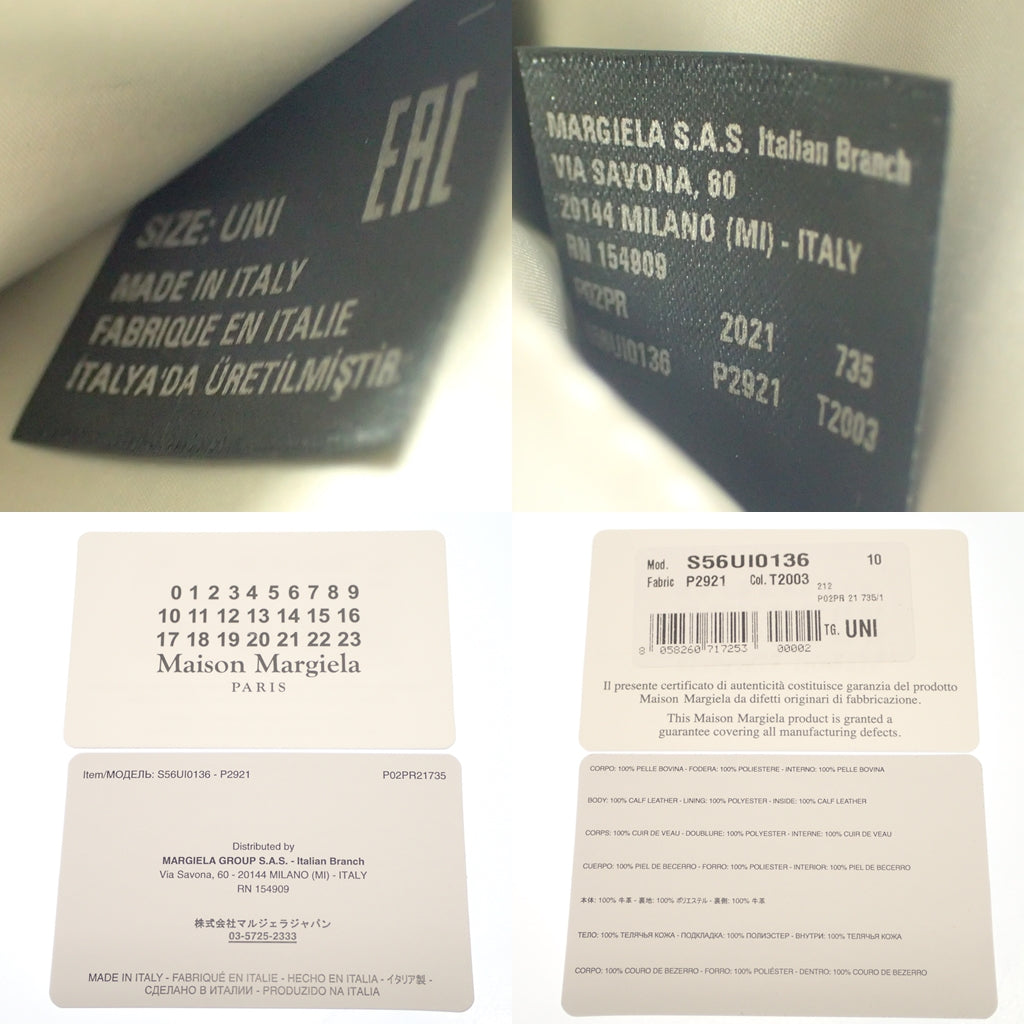 EAC
SIZE: UNI
MADE IN ITALY
FABRIQUE EN ITALIE
İTALYA'DA ÜRETİLMİŞTİR
MARGIELA S.A.S. Italian Branch
VIA SAVONA, 60
20144 MILANO (MI) - ITALY
RN 154909
P02PR 2021 735
UI0136 P2921 T2003
0 1 2 3 4 5 6 7 8 9
10 11 12 13 14 15 16
17 18 19 20 21 22 23
Maison Margiela
PARIS
Mod. S56UI0136 10
Fabric P2921 Col. T2003 212
P02PR 21 735/1
TG. UNI
8 058260 717253 00002
Il presente certificato di autenticità costituisce garanzia del prodotto
Maison Margiela da difetti originari di fabbricazione.
This Maison Margiela product is granted a
guarantee covering all manufacturing defects.
Item/МОДЕЛЬ: S56UI0136 - P2921 P02PR21735
Distributed by
MARGIELA GROUP S.A.S. - Italian Branch
Via Savona, 60 - 20144 MILANO (MI) - ITALY
RN 154909
株式会社マルジェラジャパン
03-5725-2333
MADE IN ITALY - FABRIQUÉ EN ITALIE - HECHO EN ITALIA - イタリア製 -
СДЕЛАНО В ИТАЛИИ - PRODUZIDO NA ITALIA
CORPO: 100% PELLE BOVINA - FODERA: 100% POLIESTERE - INTERNO: 100% PELLE BOVINA
BODY: 100% CALF LEATHER - LINING: 100% POLYESTER - INSIDE: 100% CALF LEATHER
CORPS: 100% CUIR DE VEAU - DOUBLURE: 100% POLYESTER - INTERNE: 100% CUIR DE VEAU
CUERPO: 100% PIEL DE BECERRO - FORRO: 100% POLIESTER - INTERIOR: 100% PIEL DE BECERRO
本体: 100% 牛革 - 裏地: 100% ポリエステル - 裏側: 100% 牛革
ТЕЛО: 100% ТЕЛЯЧЬЯ КОЖА - ПОДКЛАДКА: 100% ПОЛИЭСТЕР - ВНУТРИ: 100% ТЕЛЯЧЬЯ КОЖА
CORPO: 100% COURO DE BEZERRO - FORRO: 100% POLIÉSTER - DENTRO: 100% COURO DE BEZERRO